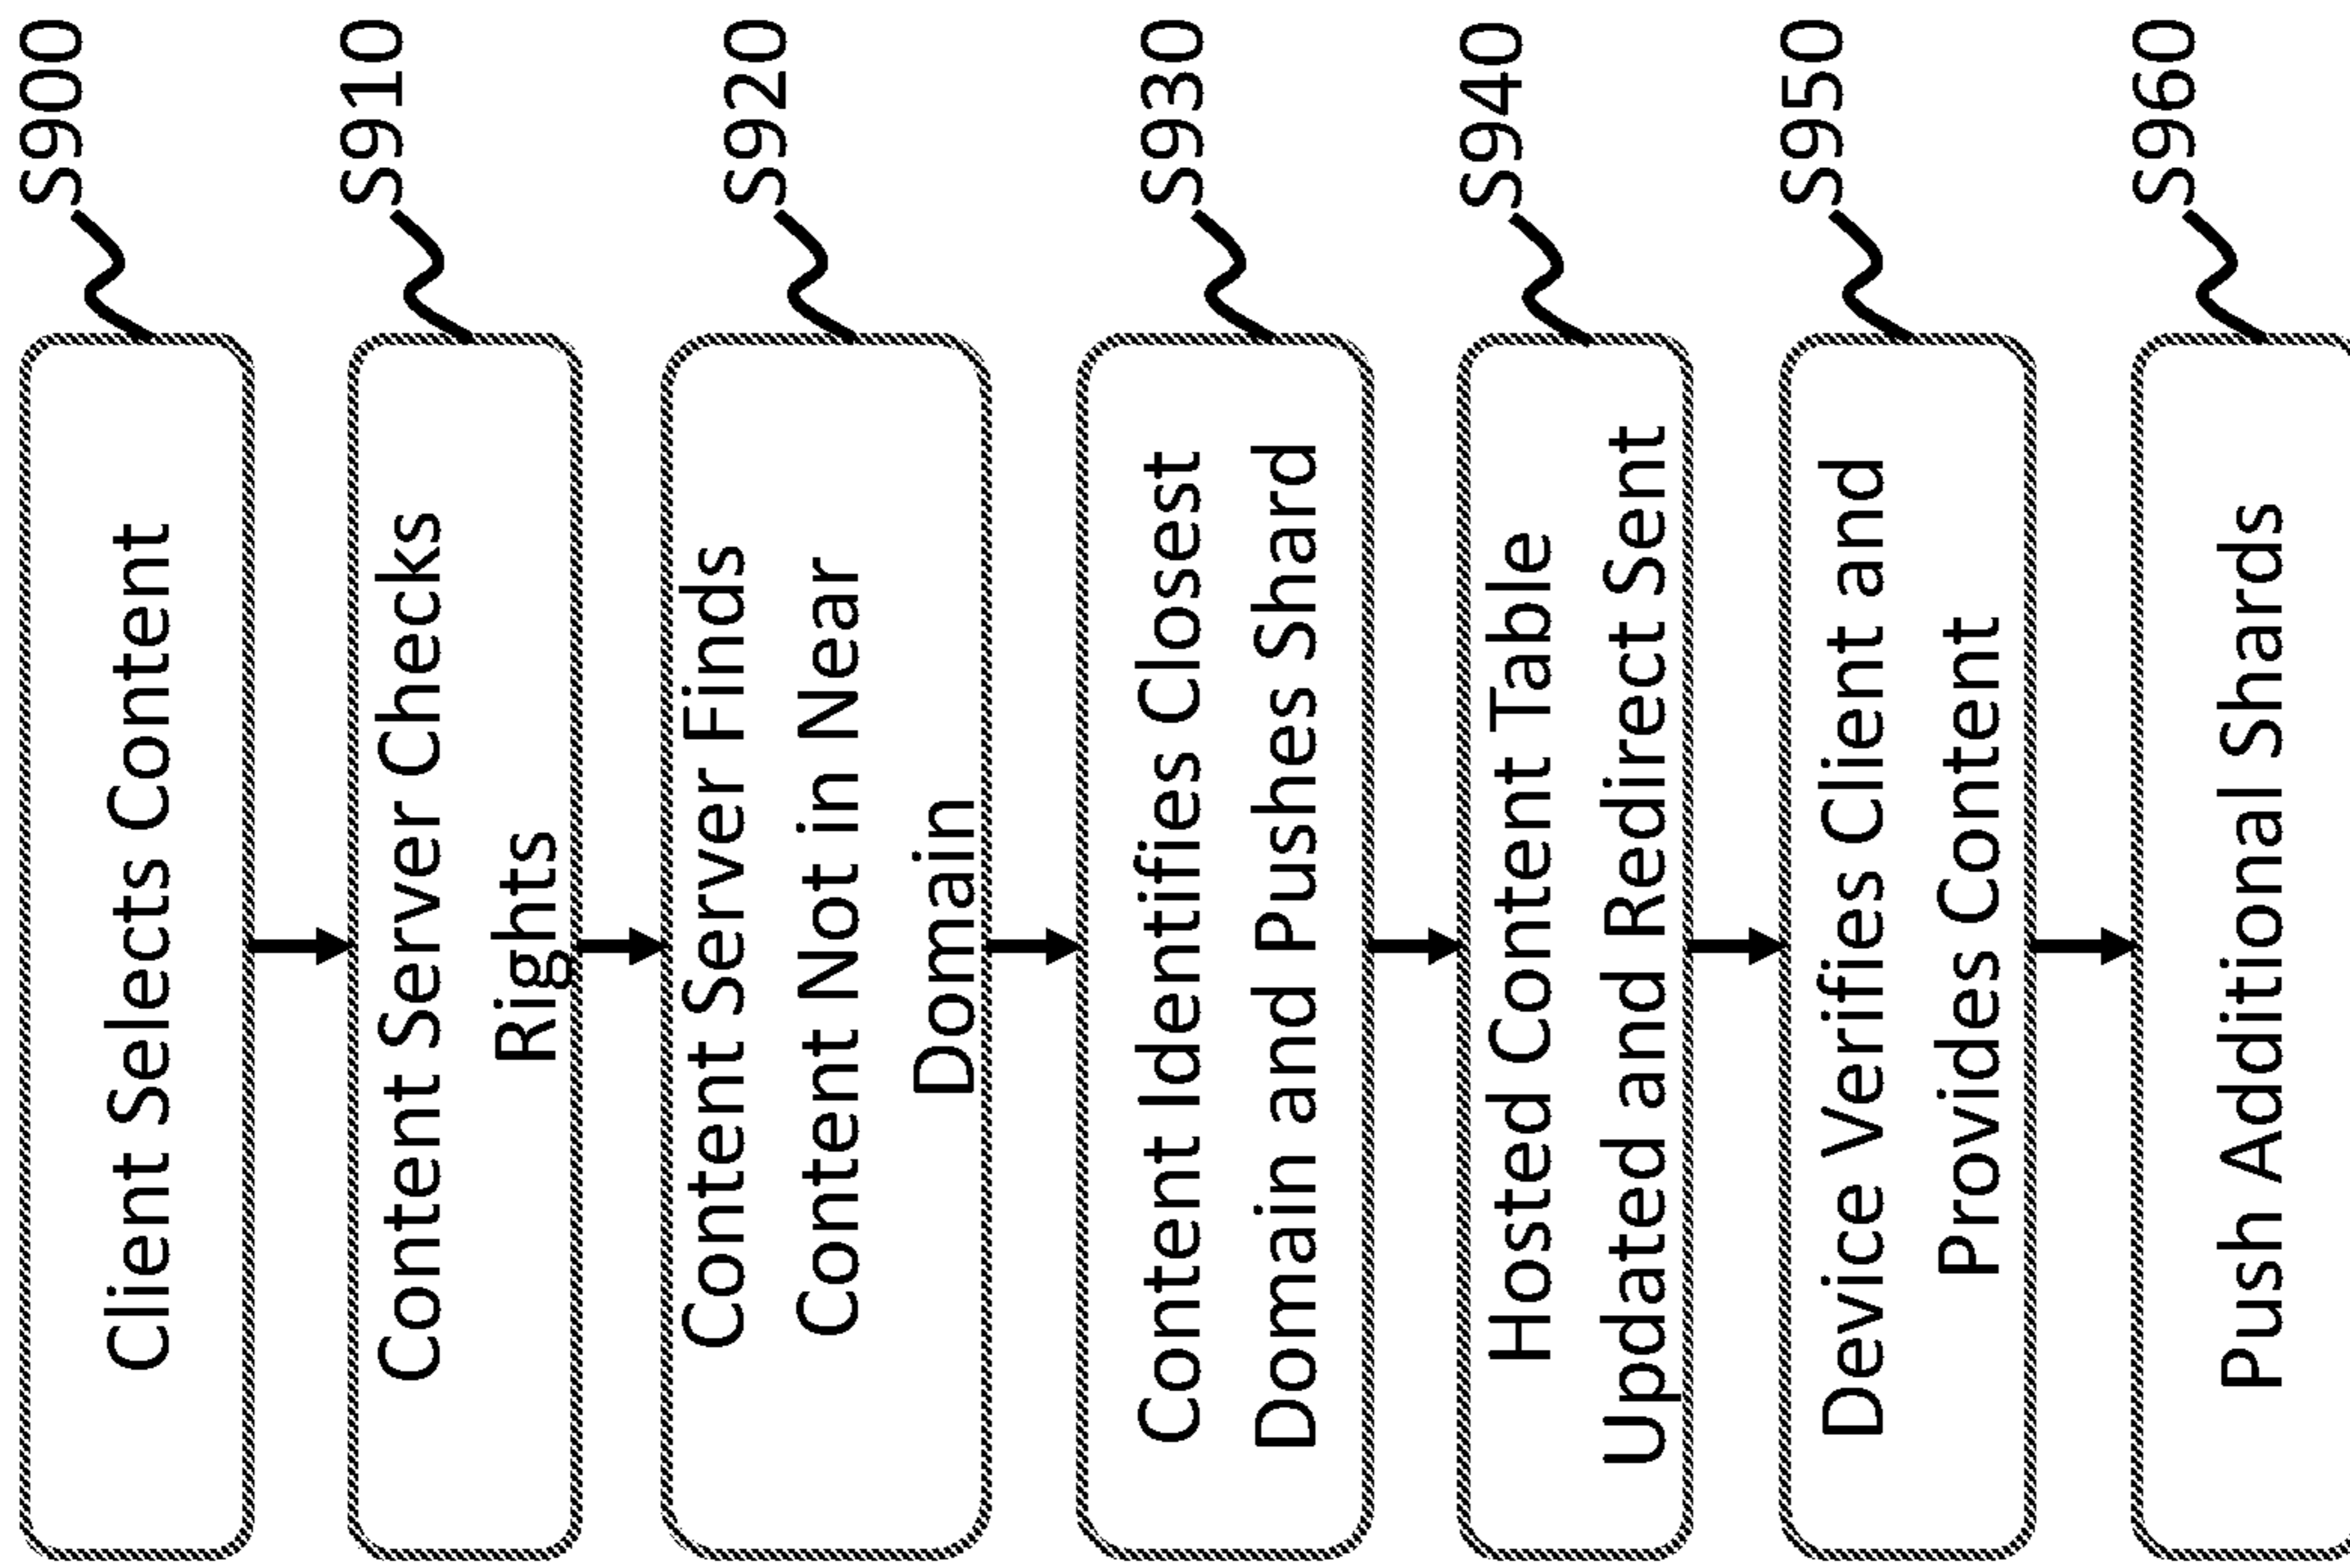 Client Selects Content
S900
Content Server Checks
Rights
S910
Content Server Finds
Content Not in Near
Domain
S920
Content Identifies Closest
Domain and Pushes Shard
S930
Hosted Content Table
Updated and Redirect Sent
S940
Device Verifies Client and
Provides Content
S950
Push Additional Shards
S960